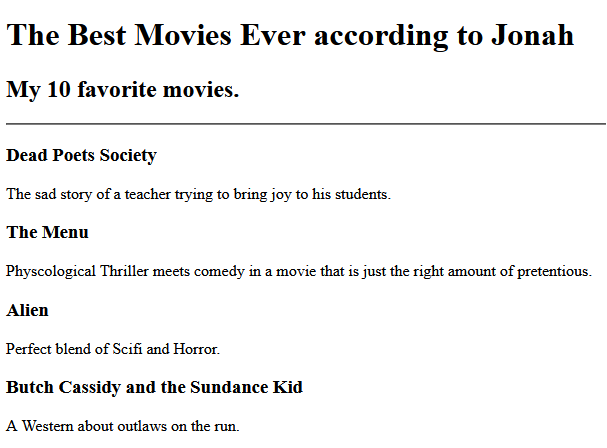 The Best Movies Ever according to Jonah
My 10 favorite movies.
Dead Poets Society
The sad story of a teacher trying to bring joy to his students.
The Menu
Physcological Thriller meets comedy in a movie that is just the right amount of pretentious.
Alien
Perfect blend of Scifi and Horror.
Butch Cassidy and the Sundance Kid
A Western about outlaws on the run.